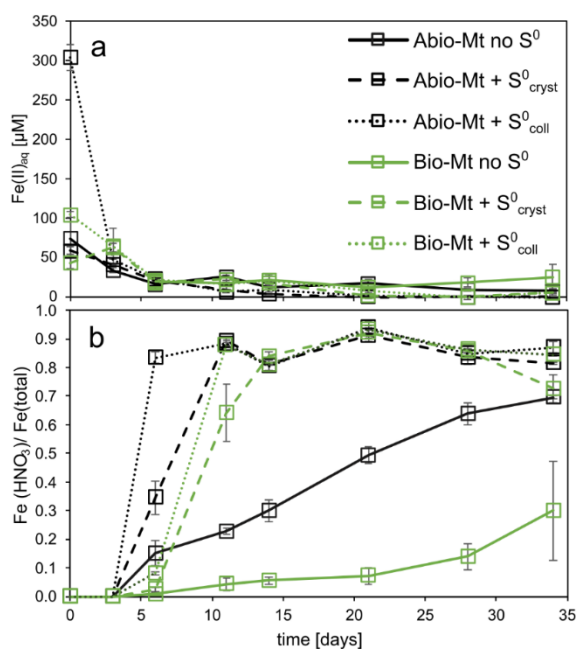 a
350
300
250
200
150
100
50
0
Fe(II)aq [µM]
Abio-Mt no S⁰
Abio-Mt + S⁰cryst
Abio-Mt + S⁰coll
Bio-Mt no S⁰
Bio-Mt + S⁰cryst
Bio-Mt + S⁰coll
b
1.0
0.9
0.8
0.7
0.6
0.5
0.4
0.3
0.2
0.1
0.0
Fe (HNO₃)/ Fe(total)
0 5 10 15 20 25 30 35
time [days]